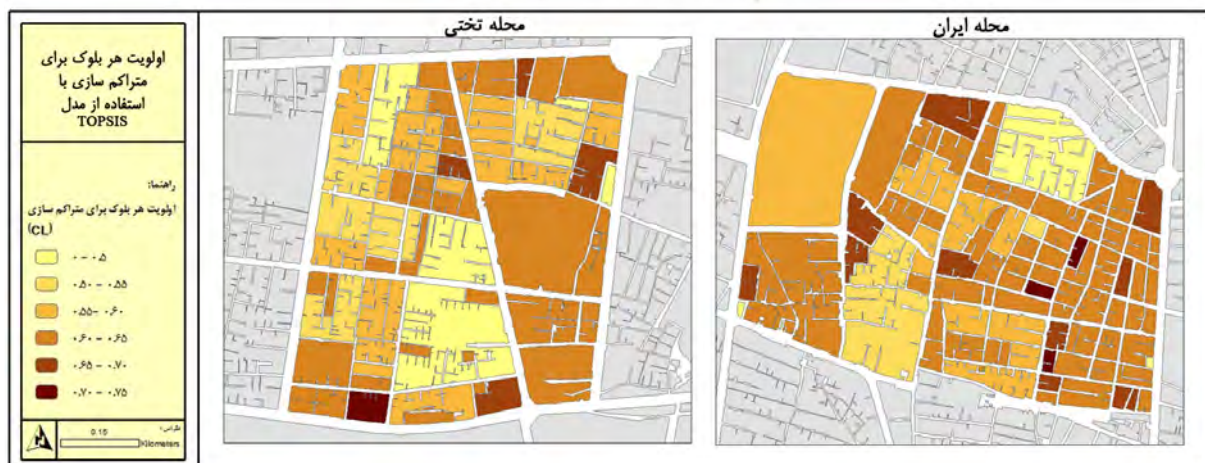 محله تختی
محله ایران
اولویت هر بلوک برای
متراکم سازی با
استفاده از مدل
TOPSIS
راهنما:
اولویت هر بلوک برای متراکم سازی
(CL)
۰ - ۰.۵
۰.۵۰ - ۰.۵۵
۰.۵۵ - ۰.۶۰
۰.۶۰ - ۰.۶۵
۰.۶۵ - ۰.۷۰
۰.۷۰ - ۰.۷۵
0.15
Kilometers